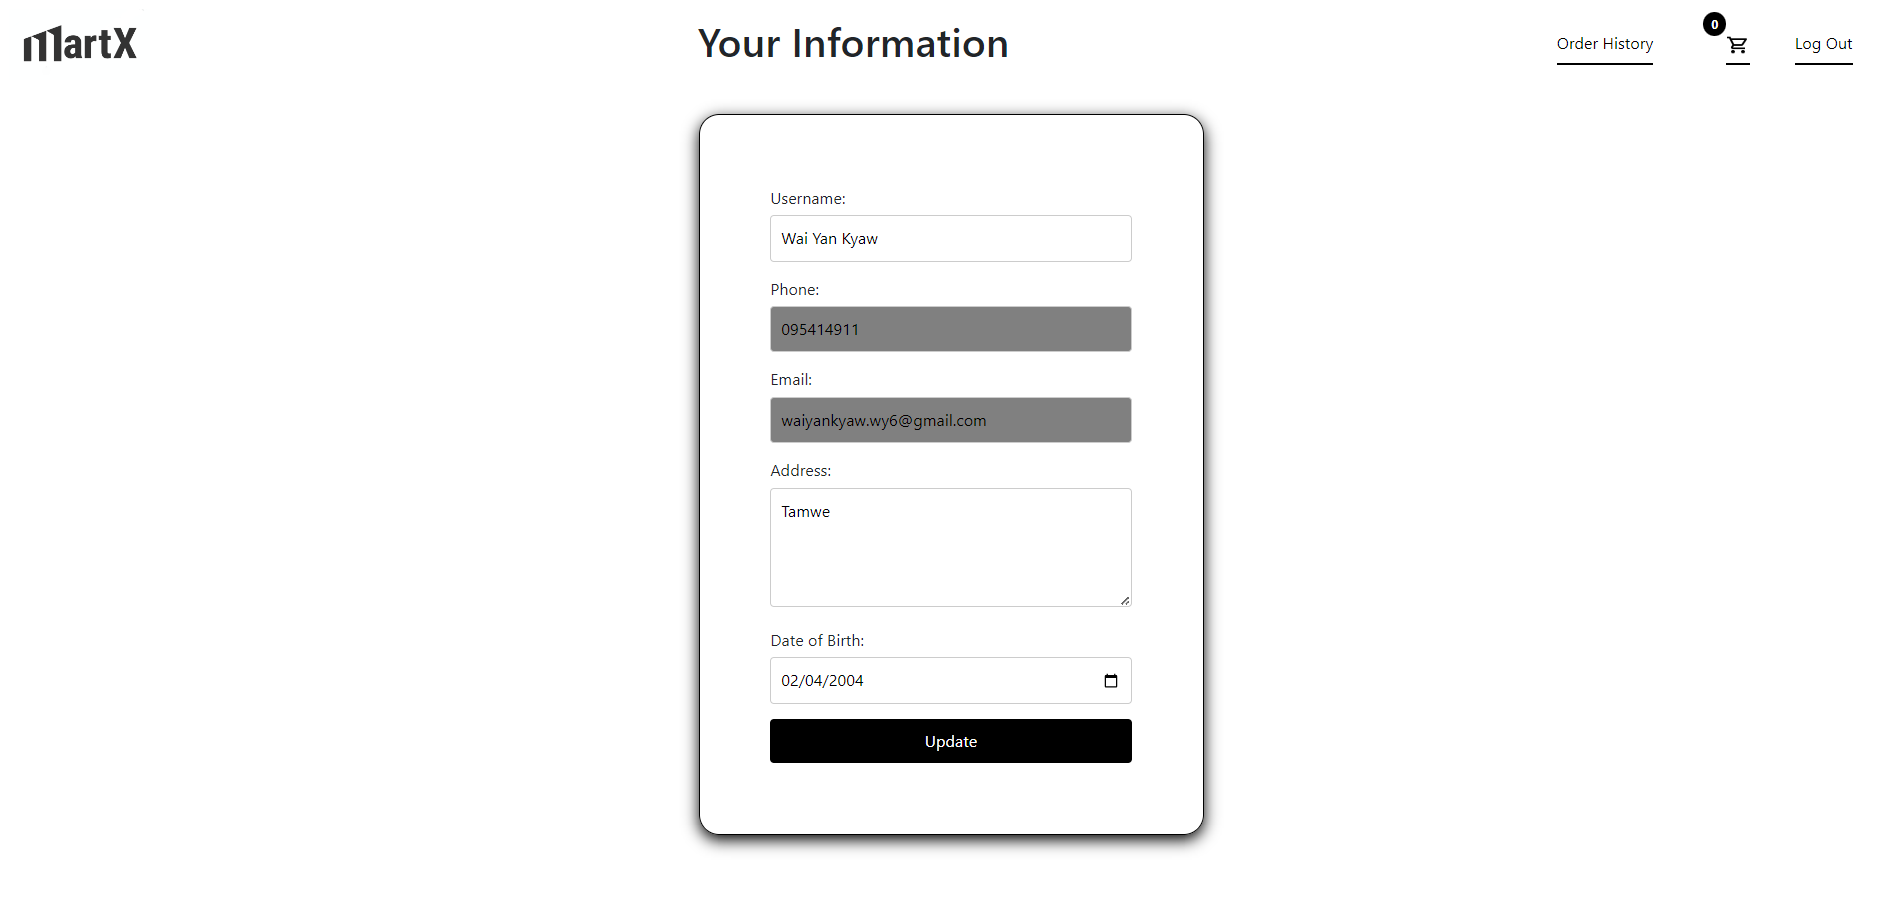 martX
Your Information
Order History
0
Log Out
Username:
Wai Yan Kyaw
Phone:
095414911
Email:
waiyankyaw.wy6@gmail.com
Address:
Tamwe
Date of Birth:
02/04/2004
Update